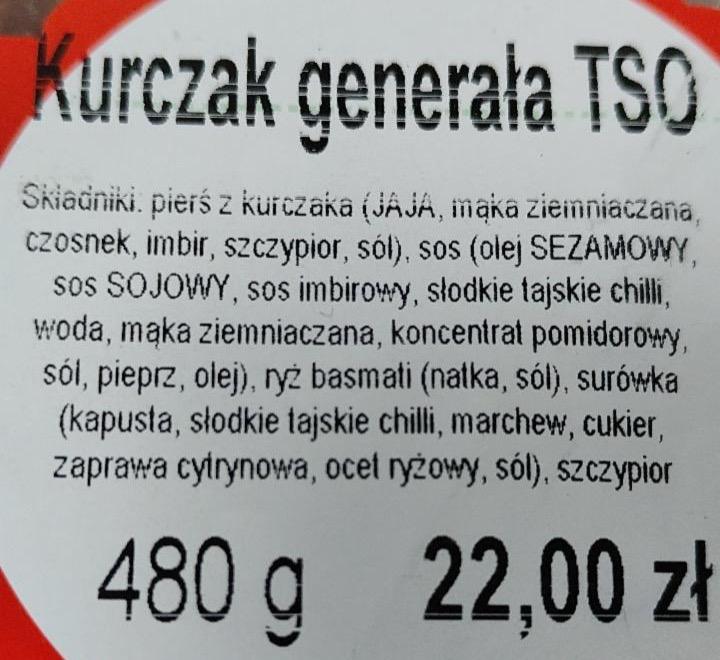 Kurczak generała TSO
Składniki: pierś z kurczaka (JAJA, mąka ziemniaczana,
czosnek, imbir, szczypior, sól), sos (olej SEZAMOWY,
sos SOJOWY, sos imbirowy, słodkie tajskie chilli,
woda, mąka ziemniaczana, koncentrat pomidorowy,
sól, pieprz, olej), ryż basmati (natka, sól), surówka
(kapusta, słodkie tajskie chilli, marchew, cukier,
zaprawa cytrynowa, ocet ryżowy, sól), szczypior
480 g 22,00 zł